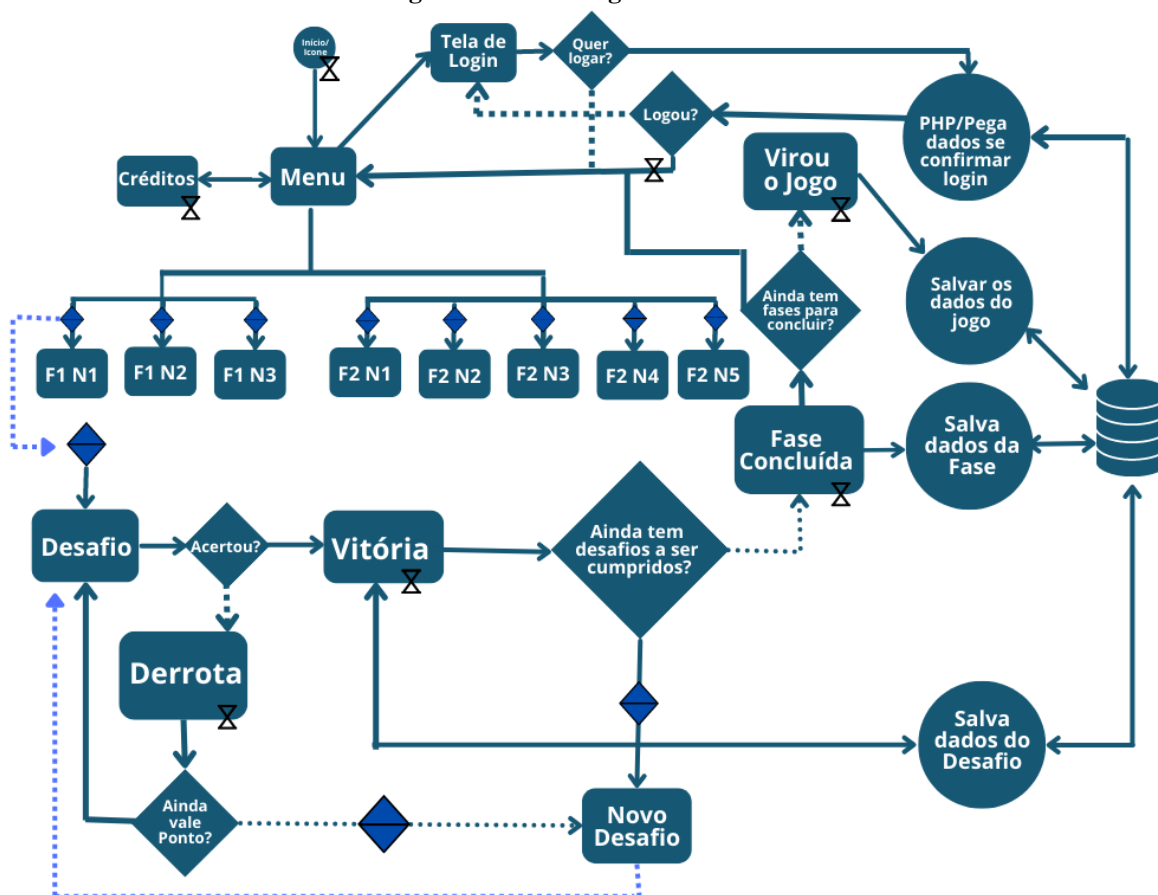 Início/
Icone
Tela de
Login
Quer
logar?
Logou?
PHP/Pega
dados se
confirmar
login
Créditos
Menu
Virou
o Jogo
Salvar os
dados do
jogo
Ainda tem
fases para
concluir?
F1 N1
F1 N2
F1 N3
F2 N1
F2 N2
F2 N3
F2 N4
F2 N5
Fase
Concluída
Salva
dados da
Fase
Desafio
Acertou?
Vitória
Ainda tem
desafios a ser
cumpridos?
Derrota
Salva
dados do
Desafio
Ainda
vale
Ponto?
Novo
Desafio